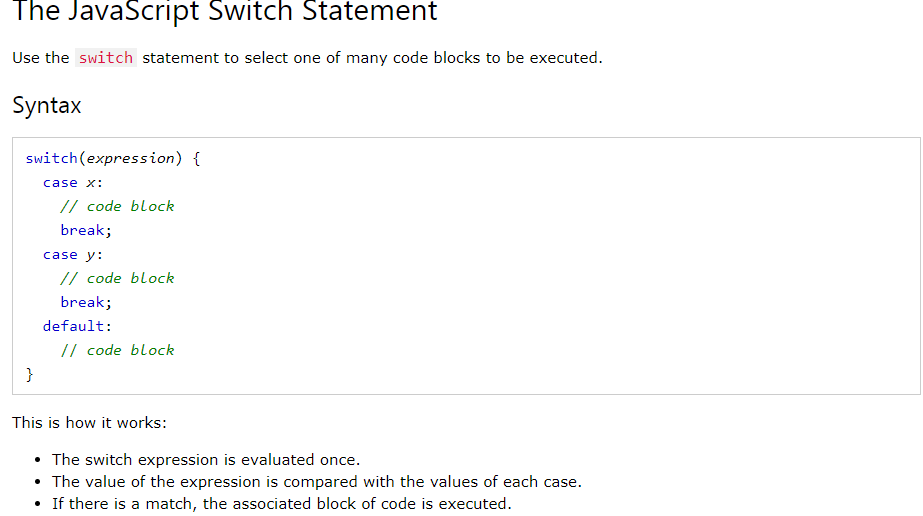 The JavaScript Switch Statement
Use the switch statement to select one of many code blocks to be executed.
Syntax
switch(expression) {
  case x:
    // code block
    break;
  case y:
    // code block
    break;
  default:
    // code block
}
This is how it works:
• The switch expression is evaluated once.
• The value of the expression is compared with the values of each case.
• If there is a match, the associated block of code is executed.